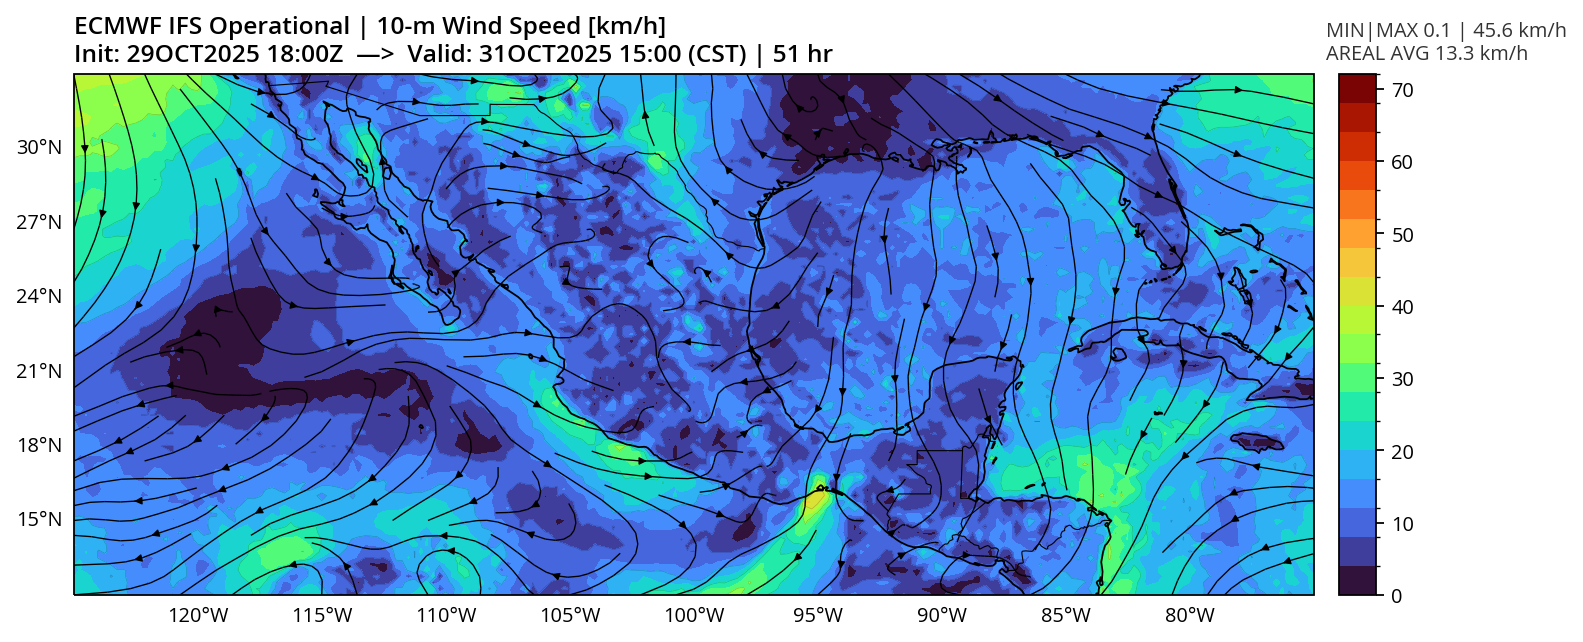 ECMWF IFS Operational | 10-m Wind Speed [km/h]
Init: 29OCT2025 18:00Z —> Valid: 31OCT2025 15:00 (CST) | 51 hr
MIN|MAX 0.1 | 45.6 km/h
AREAL AVG 13.3 km/h
30°N
27°N
24°N
21°N
18°N
15°N
120°W
115°W
110°W
105°W
100°W
95°W
90°W
85°W
80°W
70
60
50
40
30
20
10
0